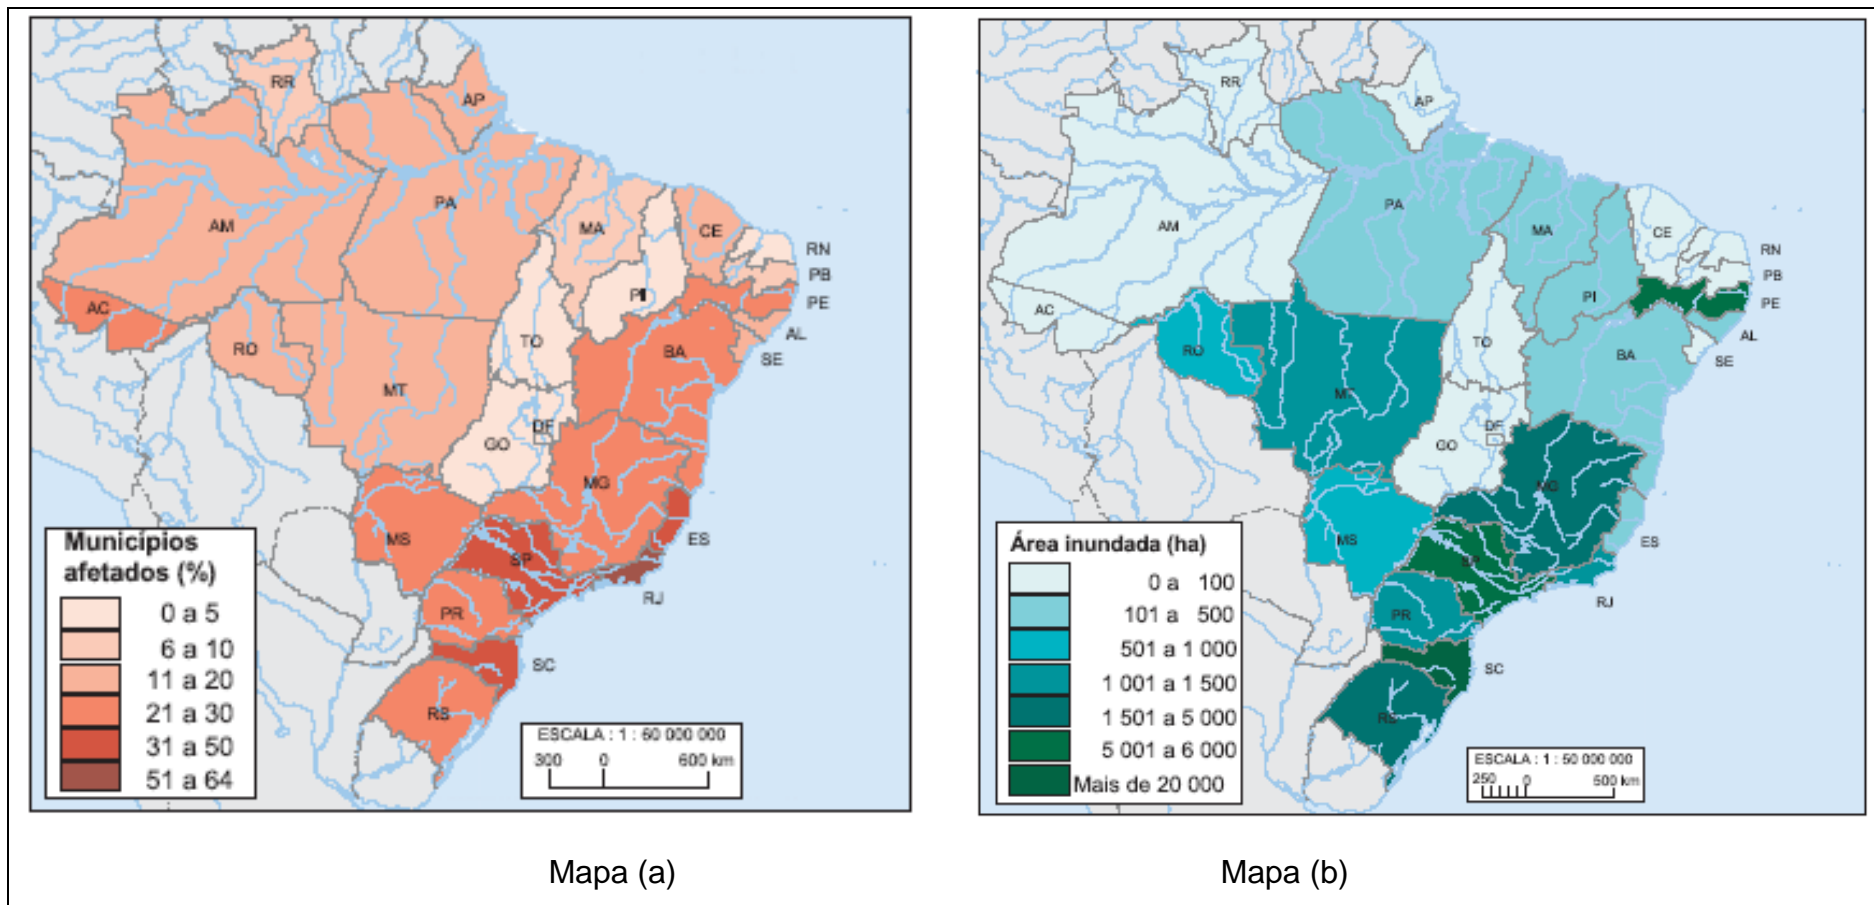 RR
AP
AM
PA
MA
CE
RN
PB
PE
AL
SE
PI
AC
RO
TO
BA
MT
DF
GO
MG
MS
ES
SP
RJ
PR
SC
RS
Municípios
afetados (%)
0 a 5
6 a 10
11 a 20
21 a 30
31 a 50
51 a 64
ESCALA : 1 : 60 000 000
300 0 600 km
Mapa (a)
RR
AP
AM
PA
MA
CE
RN
PB
PE
AL
SE
PI
AC
RO
TO
BA
MT
DF
GO
MG
MS
ES
SP
RJ
PR
SC
RS
Área inundada (ha)
0 a 100
101 a 500
501 a 1 000
1 001 a 1 500
1 501 a 5 000
5 001 a 6 000
Mais de 20 000
ESCALA : 1 : 50 000 000
250 0 500 km
Mapa (b)